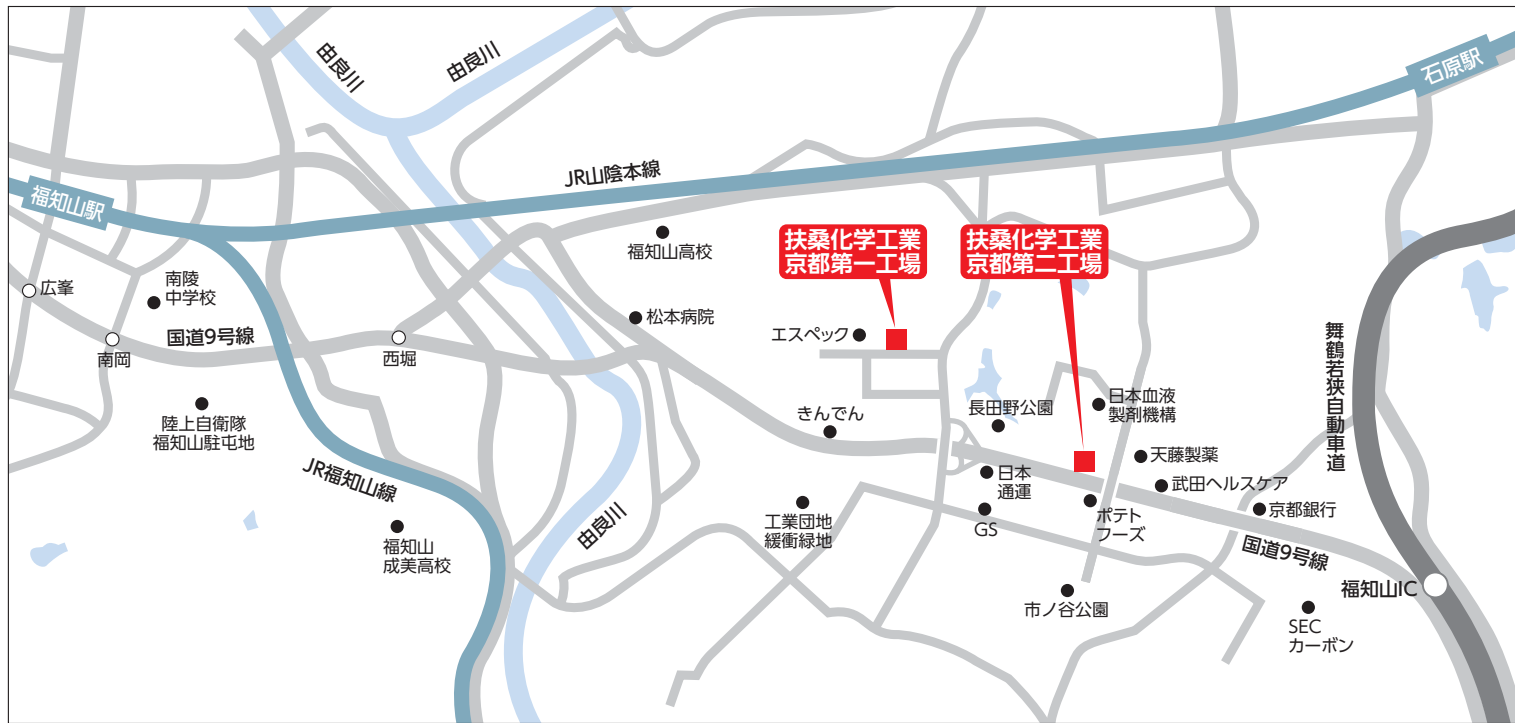 由良川
由良川
石原駅
JR山陰本線
福知山駅
福知山高校
扶桑化学工業
京都第一工場
扶桑化学工業
京都第二工場
広峯
南陵
中学校
松本病院
国道9号線
エスペック
南岡
西堀
舞鶴若狭自動車道
陸上自衛隊
福知山駐屯地
きんでん
長田野公園
日本血液
製剤機構
JR福知山線
天藤製薬
日本
通運
武田ヘルスケア
福知山
成美高校
由良川
工業団地
緩衝緑地
GS
ポテト
フーズ
京都銀行
国道9号線
市ノ谷公園
福知山IC
SEC
カーボン